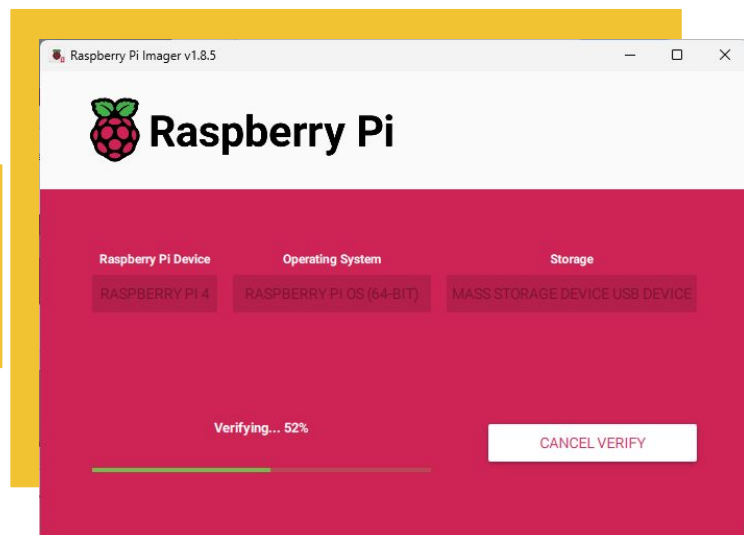 Raspberry Pi Imager v1.8.5
Raspberry Pi
Raspberry Pi Device
Operating System
Storage
RASPBERRY PI 4
RASPBERRY PI OS (64-BIT)
MASS STORAGE DEVICE USB DEVICE
Verifying... 52%
CANCEL VERIFY